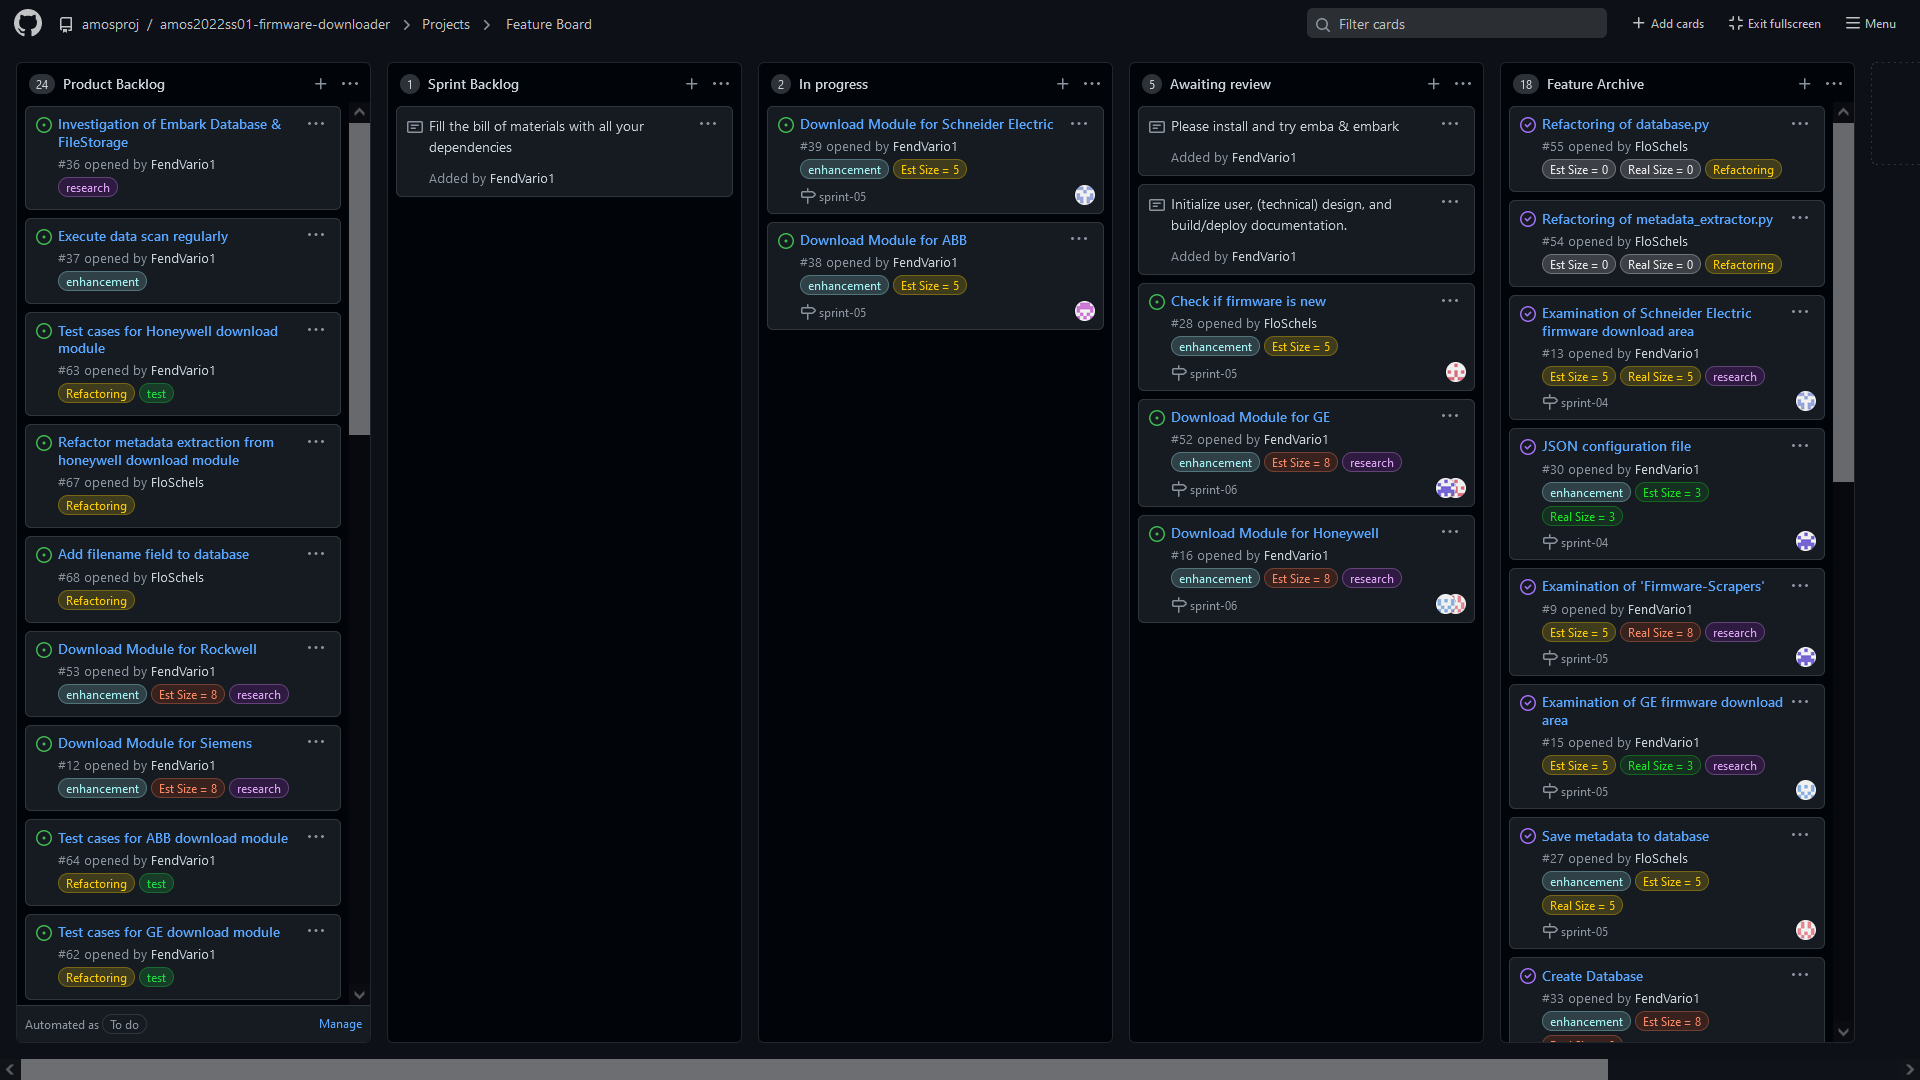 amosproj / amos2022ss01-firmware-downloader > Projects > Feature Board
Filter cards
Add cards
Exit fullscreen
Menu
24 Product Backlog
Investigation of Embark Database &
FileStorage
#36 opened by FendVario1
research
Execute data scan regularly
#37 opened by FendVario1
enhancement
Test cases for Honeywell download
module
#63 opened by FendVario1
Refactoring test
Refactor metadata extraction from
honeywell download module
#67 opened by FloSchels
Refactoring
Add filename field to database
#68 opened by FloSchels
Refactoring
Download Module for Rockwell
#53 opened by FendVario1
enhancement Est Size = 8 research
Download Module for Siemens
#12 opened by FendVario1
enhancement Est Size = 8 research
Test cases for ABB download module
#64 opened by FendVario1
Refactoring test
Test cases for GE download module
#62 opened by FendVario1
Refactoring test
Automated as To do Manage
1 Sprint Backlog
Fill the bill of materials with all your
dependencies
Added by FendVario1
2 In progress
Download Module for Schneider Electric
#39 opened by FendVario1
enhancement Est Size = 5
sprint-05
Download Module for ABB
#38 opened by FendVario1
enhancement Est Size = 5
sprint-05
5 Awaiting review
Please install and try emba & embark
Added by FendVario1
Initialize user, (technical) design, and
build/deploy documentation.
Added by FendVario1
Check if firmware is new
#28 opened by FloSchels
enhancement Est Size = 5
sprint-05
Download Module for GE
#52 opened by FendVario1
enhancement Est Size = 8 research
sprint-06
Download Module for Honeywell
#16 opened by FendVario1
enhancement Est Size = 8 research
sprint-06
18 Feature Archive
Refactoring of database.py
#55 opened by FloSchels
Est Size = 0 Real Size = 0 Refactoring
Refactoring of metadata_extractor.py
#54 opened by FloSchels
Est Size = 0 Real Size = 0 Refactoring
Examination of Schneider Electric
firmware download area
#13 opened by FendVario1
Est Size = 5 Real Size = 5 research
sprint-04
JSON configuration file
#30 opened by FendVario1
enhancement Est Size = 3
Real Size = 3
sprint-04
Examination of 'Firmware-Scrapers'
#9 opened by FendVario1
Est Size = 5 Real Size = 8 research
sprint-05
Examination of GE firmware download
area
#15 opened by FendVario1
Est Size = 5 Real Size = 3 research
sprint-05
Save metadata to database
#27 opened by FloSchels
enhancement Est Size = 5
Real Size = 5
sprint-05
Create Database
#33 opened by FendVario1
enhancement Est Size = 8